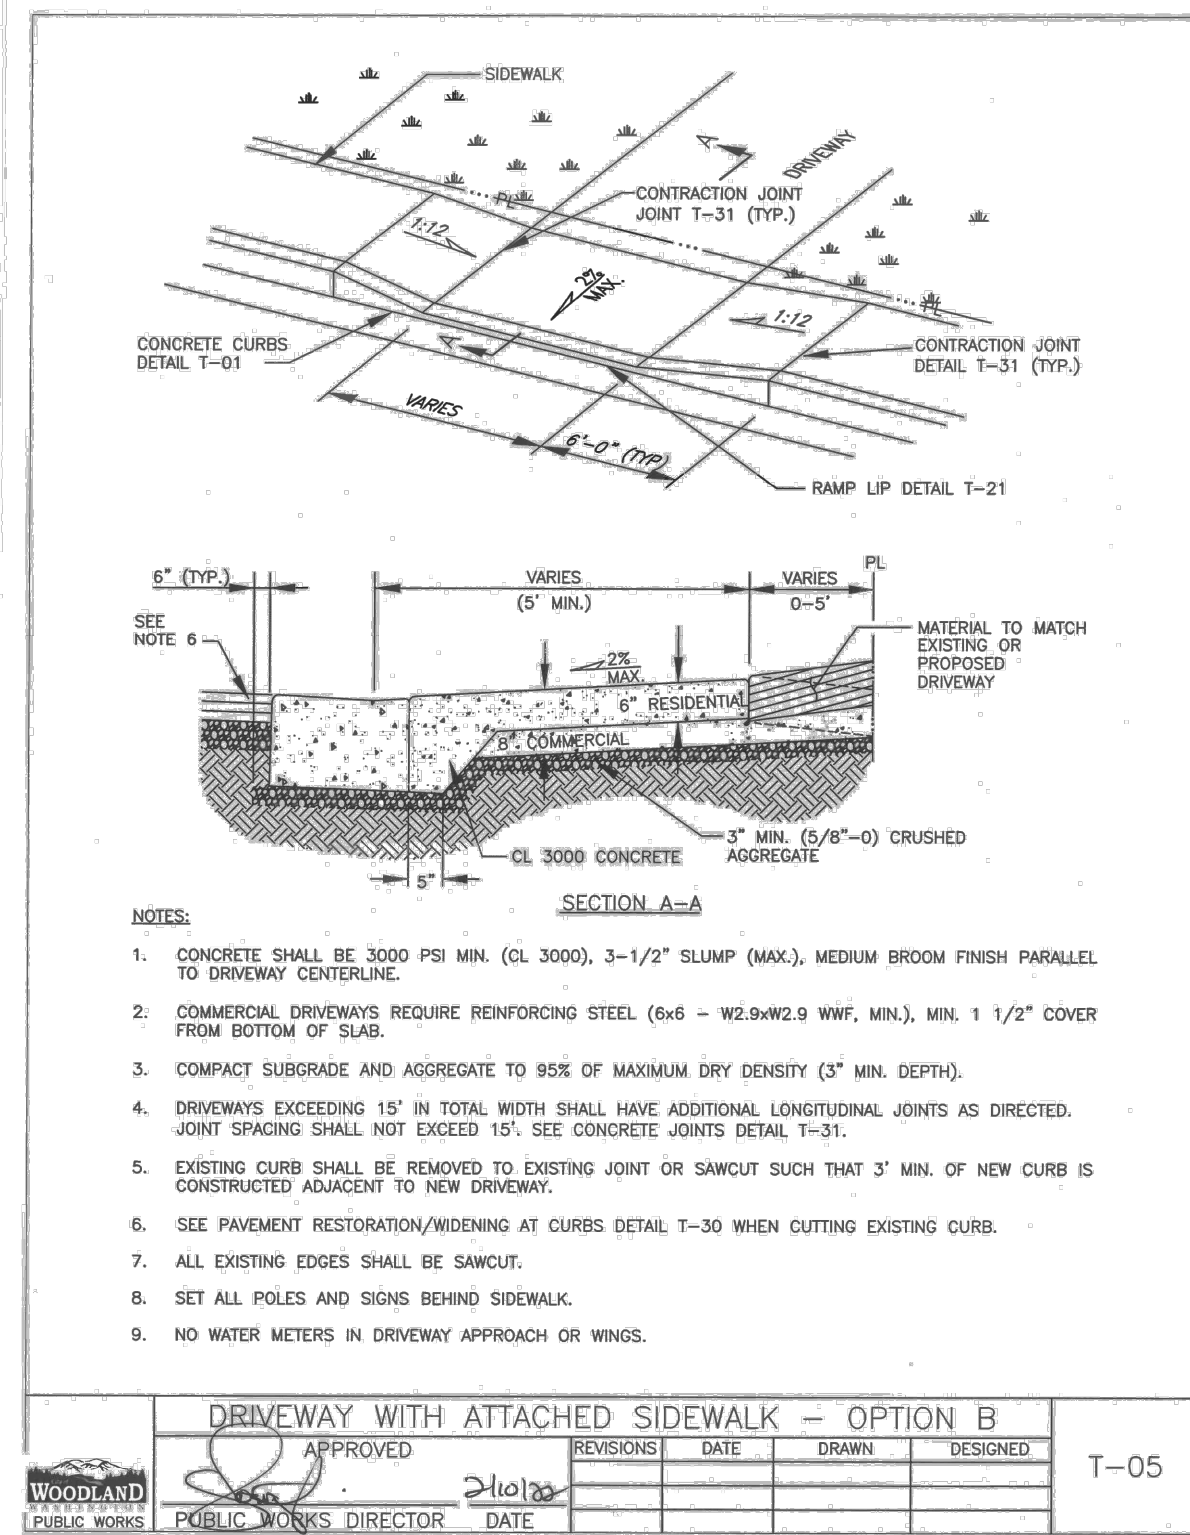 SIDEWALK
A
DRIVEWAY
PL
CONTRACTION JOINT
JOINT T-31 (TYP.)
1:12
2%
MAX.
1:12
PL
CONCRETE CURBS
DETAIL T-01
A
CONTRACTION JOINT
DETAIL T-31 (TYP.)
VARIES
6'-0" (TYP)
RAMP LIP DETAIL T-21
PL
6" (TYP.)
VARIES
(5' MIN.)
VARIES
0-5'
SEE
NOTE 6
MATERIAL TO MATCH
EXISTING OR
PROPOSED
DRIVEWAY
2%
MAX.
6" RESIDENTIAL
8" COMMERCIAL
3" MIN. (5/8"-0) CRUSHED
AGGREGATE
CL 3000 CONCRETE
5"
SECTION A-A
NOTES:
1. CONCRETE SHALL BE 3000 PSI MIN. (CL 3000), 3-1/2" SLUMP (MAX.), MEDIUM BROOM FINISH PARALLEL
TO DRIVEWAY CENTERLINE.
2. COMMERCIAL DRIVEWAYS REQUIRE REINFORCING STEEL (6x6 - W2.9xW2.9 WWF, MIN.), MIN. 1 1/2" COVER
FROM BOTTOM OF SLAB.
3. COMPACT SUBGRADE AND AGGREGATE TO 95% OF MAXIMUM DRY DENSITY (3" MIN. DEPTH).
4. DRIVEWAYS EXCEEDING 15' IN TOTAL WIDTH SHALL HAVE ADDITIONAL LONGITUDINAL JOINTS AS DIRECTED.
JOINT SPACING SHALL NOT EXCEED 15'. SEE CONCRETE JOINTS DETAIL T-31.
5. EXISTING CURB SHALL BE REMOVED TO EXISTING JOINT OR SAWCUT SUCH THAT 3' MIN. OF NEW CURB IS
CONSTRUCTED ADJACENT TO NEW DRIVEWAY.
6. SEE PAVEMENT RESTORATION/WIDENING AT CURBS DETAIL T-30 WHEN CUTTING EXISTING CURB.
7. ALL EXISTING EDGES SHALL BE SAWCUT.
8. SET ALL POLES AND SIGNS BEHIND SIDEWALK.
9. NO WATER METERS IN DRIVEWAY APPROACH OR WINGS.
DRIVEWAY WITH ATTACHED SIDEWALK - OPTION B
APPROVED
REVISIONS DATE DRAWN DESIGNED
T-05
2/10/22
WOODLAND
WASHINGTON
PUBLIC WORKS
PUBLIC WORKS DIRECTOR DATE